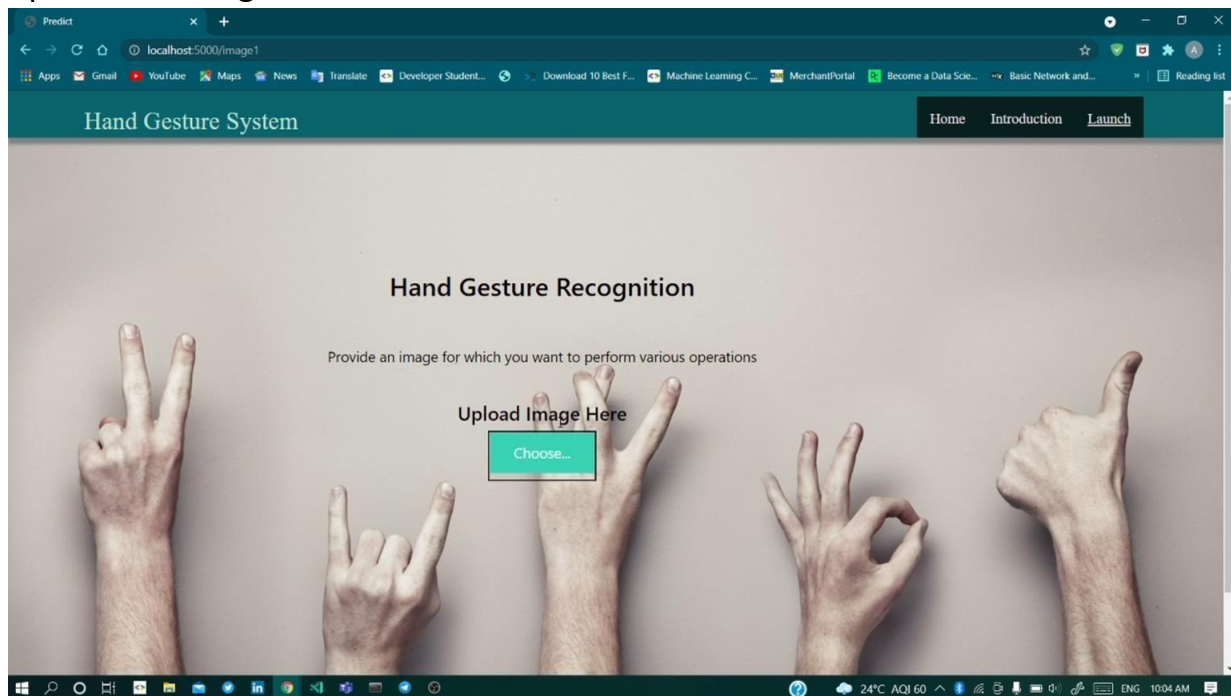 Predict
localhost:5000/image1
Apps Gmail YouTube Maps News Translate Developer Student... Download 10 Best F... Machine Learning C... MerchantPortal Become a Data Scie... Basic Network and... » Reading list
Hand Gesture System
Home Introduction Launch
Hand Gesture Recognition
Provide an image for which you want to perform various operations
Upload Image Here
Choose...
24°C AQI 60 ENG 10:04 AM